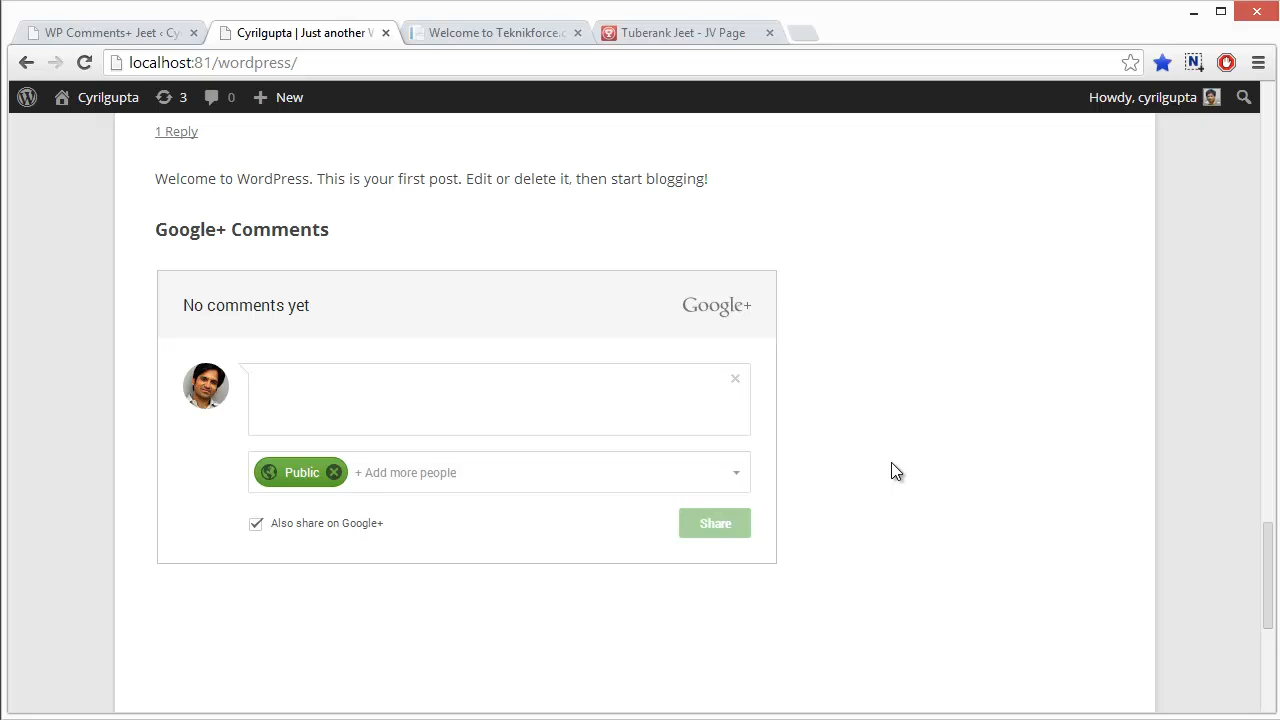 WP Comments+ Jeet ‹ Cy
Cyrilgupta | Just another W
Welcome to Teknikforce.c
Tuberank Jeet - JV Page
localhost:81/wordpress/
Cyrilgupta
3
0
New
Howdy, cyrilgupta
1 Reply
Welcome to WordPress. This is your first post. Edit or delete it, then start blogging!
Google+ Comments
No comments yet
Google+
Public
+ Add more people
Also share on Google+
Share